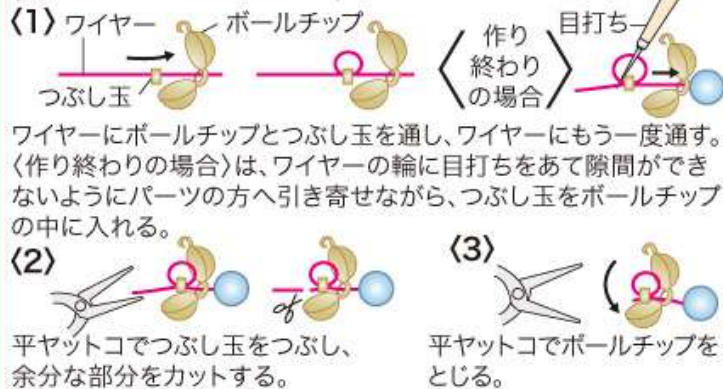 〈1〉 ワイヤー ボールチップ 〈作り終わりの場合〉 目打ち
つぶし玉
ワイヤーにボールチップとつぶし玉を通し、ワイヤーにもう一度通す。
〈作り終わりの場合〉は、ワイヤーの輪に目打ちをあて隙間ができ
ないようにパーツの方へ引き寄せながら、つぶし玉をボールチップ
の中に入れる。
〈2〉
平ヤットコでつぶし玉をつぶし、
余分な部分をカットする。
〈3〉
平ヤットコでボールチップを
とじる。